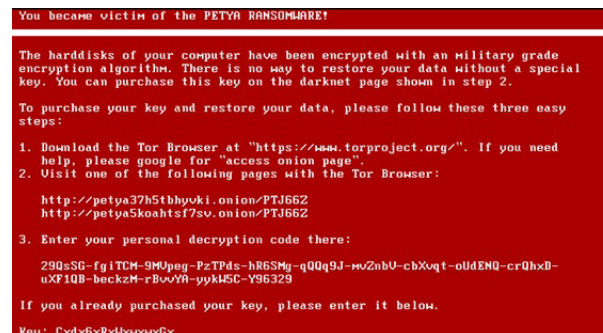 You became victim of the PETYA RANSOMWARE!
The harddisks of your computer have been encrypted with an military grade
encryption algorithm. There is no way to restore your data without a special
key. You can purchase this key on the darknet page shown in step 2.
To purchase your key and restore your data, please follow these three easy
steps:
1. Download the Tor Browser at "https://www.torproject.org/". If you need
help, please google for "access onion page".
2. Visit one of the following pages with the Tor Browser:
http://petya37h5tbhyvki.onion/PTJ66Z
http://petya5koahtsf7sv.onion/PTJ66Z
3. Enter your personal decryption code there:
29QsSG-fgiTCM-9MVpeg-PzTPds-hR6SMg-qQQq9J-mvZnbV-cbXvqt-oUdENQ-crQhxB-
uXF1QB-beckzM-rBvvYA-yykW5C-Y96329
If you already purchased your key, please enter it below.
Key: